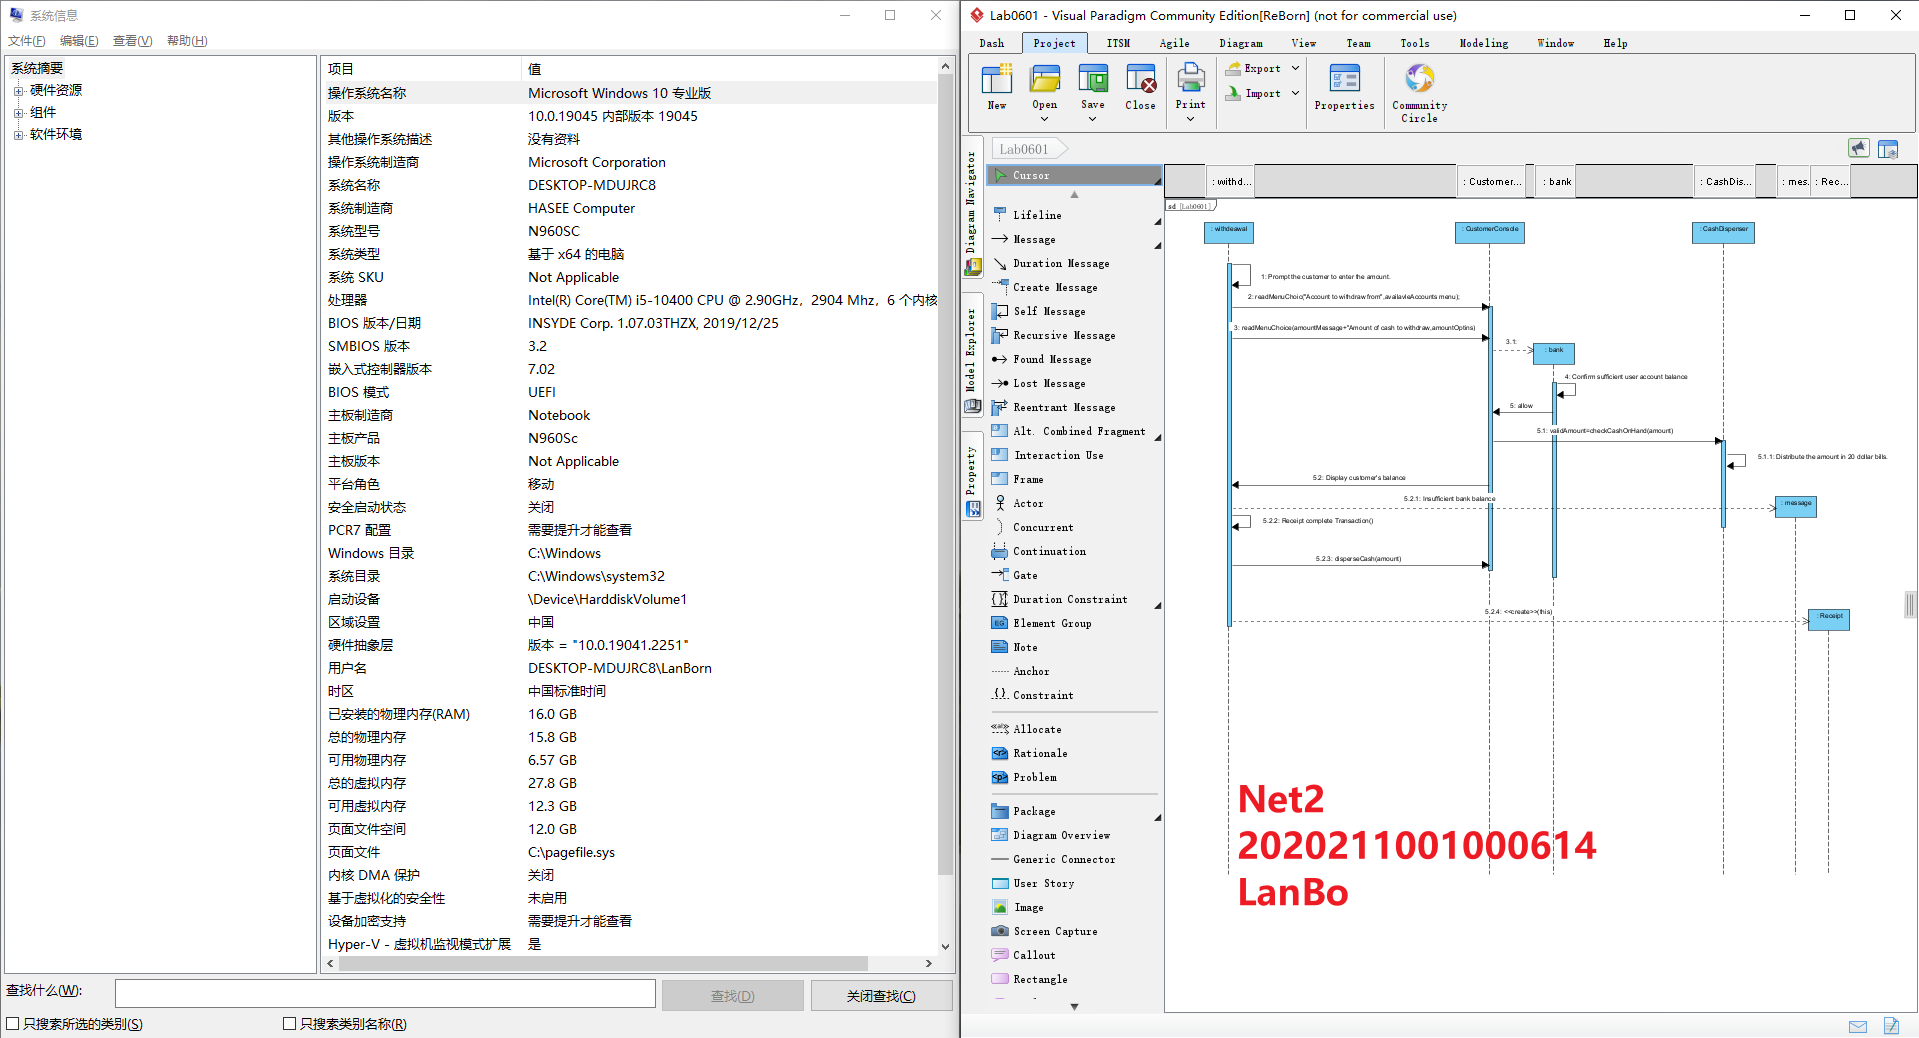 系统信息
文件(F) 编辑(E) 查看(V) 帮助(H)
系统摘要
硬件资源
组件
软件环境
项目 值
操作系统名称 Microsoft Windows 10 专业版
版本 10.0.19045 内部版本 19045
其他操作系统描述 没有资料
操作系统制造商 Microsoft Corporation
系统名称 DESKTOP-MDUJRC8
系统制造商 HASEE Computer
系统型号 N960SC
系统类型 基于 x64 的电脑
系统 SKU Not Applicable
处理器 Intel(R) Core(TM) i5-10400 CPU @ 2.90GHz，2904 Mhz，6 个内核
BIOS 版本/日期 INSYDE Corp. 1.07.03THZX, 2019/12/25
SMBIOS 版本 3.2
嵌入式控制器版本 7.02
BIOS 模式 UEFI
主板制造商 Notebook
主板产品 N960Sc
主板版本 Not Applicable
平台角色 移动
安全启动状态 关闭
PCR7 配置 需要提升才能查看
Windows 目录 C:\Windows
系统目录 C:\Windows\system32
启动设备 \Device\HarddiskVolume1
区域设置 中国
硬件抽象层 版本 = "10.0.19041.2251"
用户名 DESKTOP-MDUJRC8\LanBorn
时区 中国标准时间
已安装的物理内存(RAM) 16.0 GB
总的物理内存 15.8 GB
可用物理内存 6.57 GB
总的虚拟内存 27.8 GB
可用虚拟内存 12.3 GB
页面文件空间 12.0 GB
页面文件 C:\pagefile.sys
内核 DMA 保护 关闭
基于虚拟化的安全性 未启用
设备加密支持 需要提升才能查看
Hyper-V - 虚拟机监视模式扩展 是
查找什么(W):
查找(D)
关闭查找(C)
只搜索所选的类别(S)
只搜索类别名称(R)
Lab0601 - Visual Paradigm Community Edition[ReBorn] (not for commercial use)
Dash Project ITSM Agile Diagram View Team Tools Modeling Window Help
New Open Save Close Print Export Import Properties Community Circle
Lab0601
Diagram Navigator
Model Explorer
Property
Cursor
Lifeline
Message
Duration Message
Create Message
Self Message
Recursive Message
Found Message
Lost Message
Reentrant Message
Alt. Combined Fragment
Interaction Use
Frame
Actor
Concurrent
Continuation
Gate
Duration Constraint
Element Group
Note
Anchor
Constraint
Allocate
Rationale
Problem
Package
Diagram Overview
Generic Connector
User Story
Image
Screen Capture
Callout
Rectangle
: withd... : Customer... : bank : CashDis... : mes. : Rec...
sd [Lab0601]
: withdeawal
: CustomerConsole
: CashDispenser
1: Prompt the customer to enter the amount.
2: readMenuChoic("Account to withdraw from",availavleAccounts menu);
3: readMenuChoice(amountMessage+"Amount of cash to withdraw,amountOptins)
3.1:
: bank
4: Confirm sufficient user account balance
5: allow
5.1: validAmount=checkCashOnHand(amount)
5.1.1: Distribute the amount in 20 dollar bills.
5.2: Display customer's balance
5.2.1: Insufficient bank balance
: message
5.2.2: Receipt complete Transaction()
5.2.3: disperseCash(amount)
5.2.4: <<create>>(this)
: Receipt
Net2
2020211001000614
LanBo